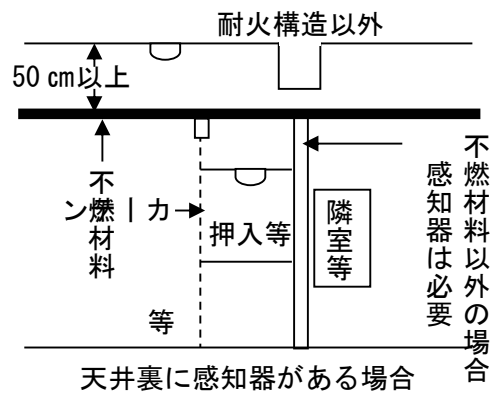 耐火構造以外
50 cm以上
不燃材料
カーテン
等
押入等
隣室等
不燃材料以外の場合
感知器は必要
天井裏に感知器がある場合